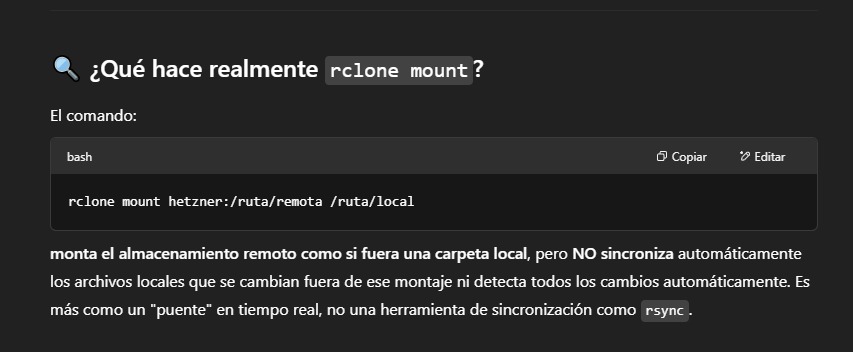 🔍 ¿Qué hace realmente rclone mount?
El comando:
bash
Copiar
Editar
rclone mount hetzner:/ruta/remota /ruta/local
monta el almacenamiento remoto como si fuera una carpeta local, pero NO sincroniza automáticamente
los archivos locales que se cambian fuera de ese montaje ni detecta todos los cambios automáticamente. Es
más como un "puente" en tiempo real, no una herramienta de sincronización como rsync.